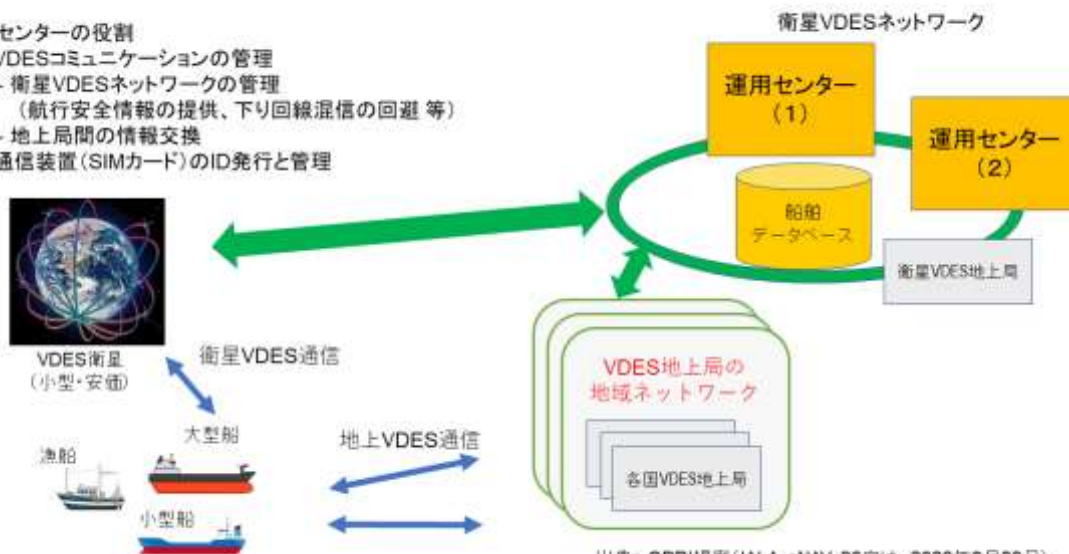 センターの役割
VDESコミュニケーションの管理
- 衛星VDESネットワークの管理
（航行安全情報の提供、下り回線混信の回避 等）
- 地上局間の情報交換
通信装置(SIMカード)のID発行と管理
衛星VDESネットワーク
運用センター
（1）
運用センター
（2）
船舶
データベース
衛星VDES地上局
VDES衛星
（小型・安価）
衛星VDES通信
VDES地上局の
地域ネットワーク
各国VDES地上局
大型船
地上VDES通信
漁船
小型船